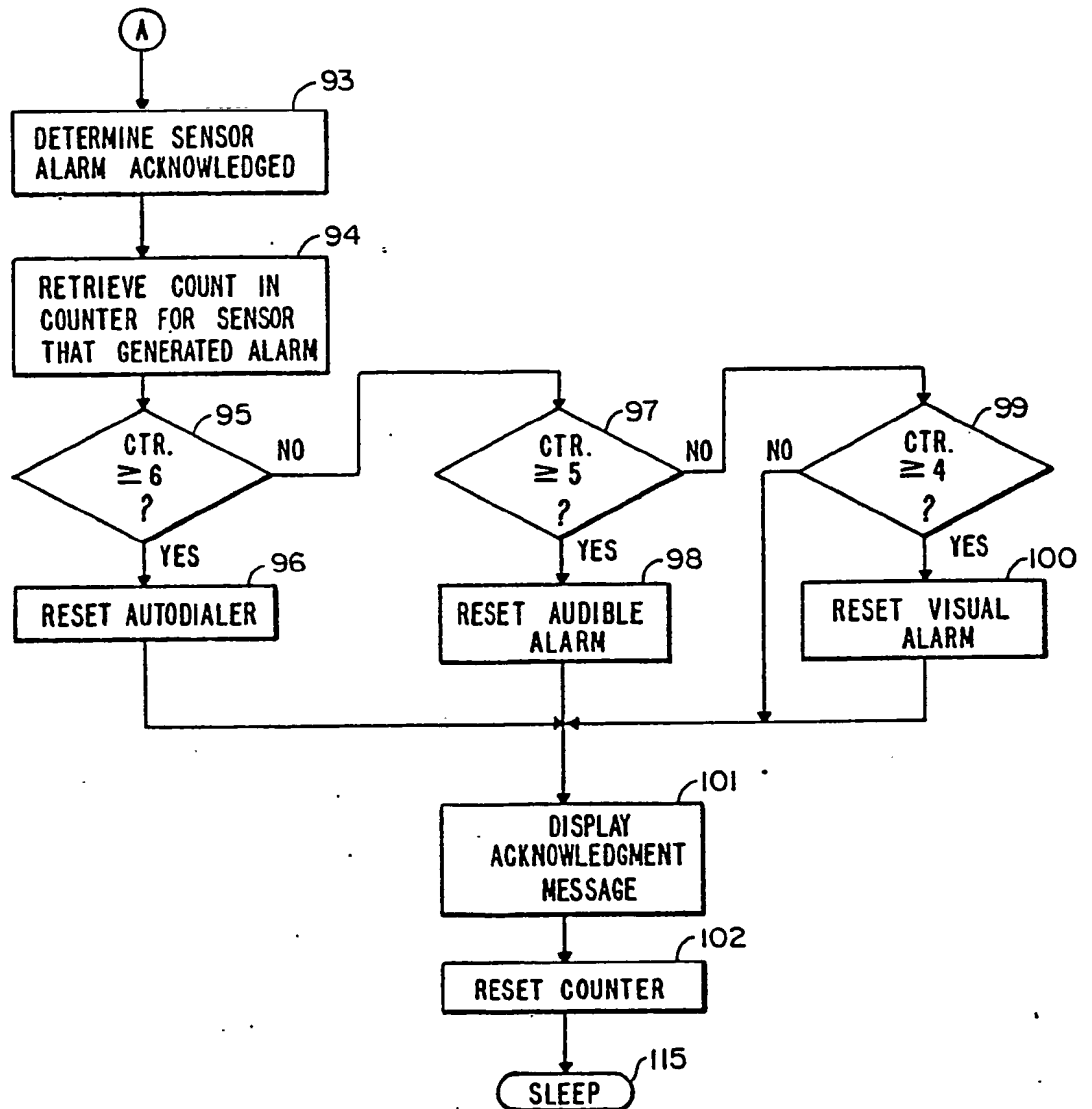 A
93
DETERMINE SENSOR
ALARM ACKNOWLEDGED
94
RETRIEVE COUNT IN
COUNTER FOR SENSOR
THAT GENERATED ALARM
95
CTR.
≧ 6
?
NO
YES
97
CTR.
≧ 5
?
NO
YES
99
NO
CTR.
≧ 4
?
YES
96
RESET AUTODIALER
98
RESET AUDIBLE
ALARM
100
RESET VISUAL
ALARM
101
DISPLAY
ACKNOWLEDGMENT
MESSAGE
102
RESET COUNTER
115
SLEEP